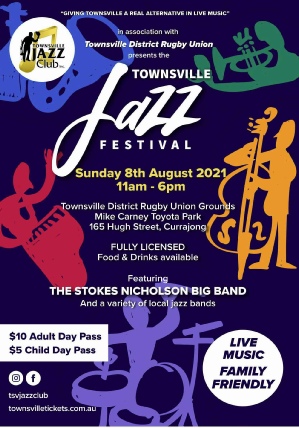 "GIVING TOWNSVILLE A REAL ALTERNATIVE IN LIVE MUSIC"
TOWNSVILLE
JAZZ
Club
in association with
Townsville District Rugby Union
presents the
TOWNSVILLE
Jazz
FESTIVAL
Sunday 8th August 2021
11am - 6pm
Townsville District Rugby Union Grounds
Mike Carney Toyota Park
165 Hugh Street, Currajong
FULLY LICENSED
Food & Drinks available
Featuring
THE STOKES NICHOLSON BIG BAND
And a variety of local jazz bands
$10 Adult Day Pass
$5 Child Day Pass
tsvjazzclub
townsvilletickets.com.au
LIVE
MUSIC
FAMILY
FRIENDLY